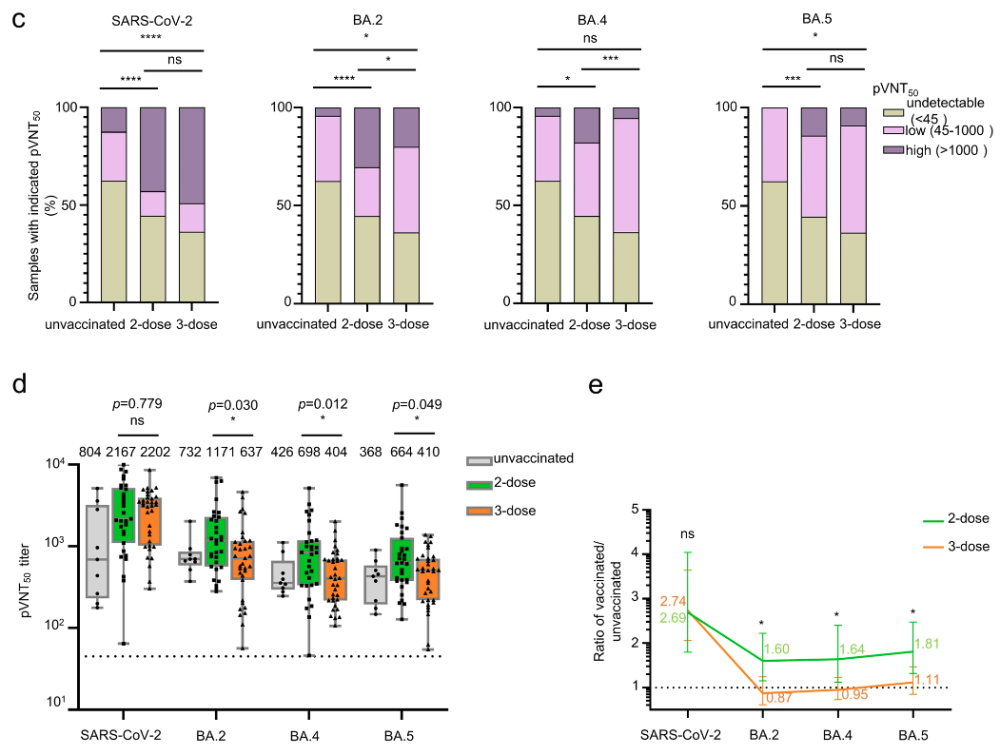 c
SARS-CoV-2
BA.2
BA.4
BA.5
****
*
ns
*
ns
*
***
ns
****
****
*
***
pVNT50
undetectable (<45 )
low (45-1000 )
high (>1000 )
Samples with indicated pVNT50 (%)
100
50
0
100
50
0
100
50
0
100
50
0
unvaccinated 2-dose 3-dose
unvaccinated 2-dose 3-dose
unvaccinated 2-dose 3-dose
unvaccinated 2-dose 3-dose
d
p=0.779
p=0.030
p=0.012
p=0.049
ns
*
*
*
804 2167 2202
732 1171 637
426 698 404
368 664 410
unvaccinated
2-dose
3-dose
pVNT50 titer
10^4
10^3
10^2
10^1
SARS-CoV-2 BA.2 BA.4 BA.5
e
Ratio of vaccinated/
unvaccinated
5
4
3
2
1
ns
*
*
*
2.74
2.69
1.60
1.64
1.81
0.87
0.95
1.11
2-dose
3-dose
SARS-CoV-2 BA.2 BA.4 BA.5